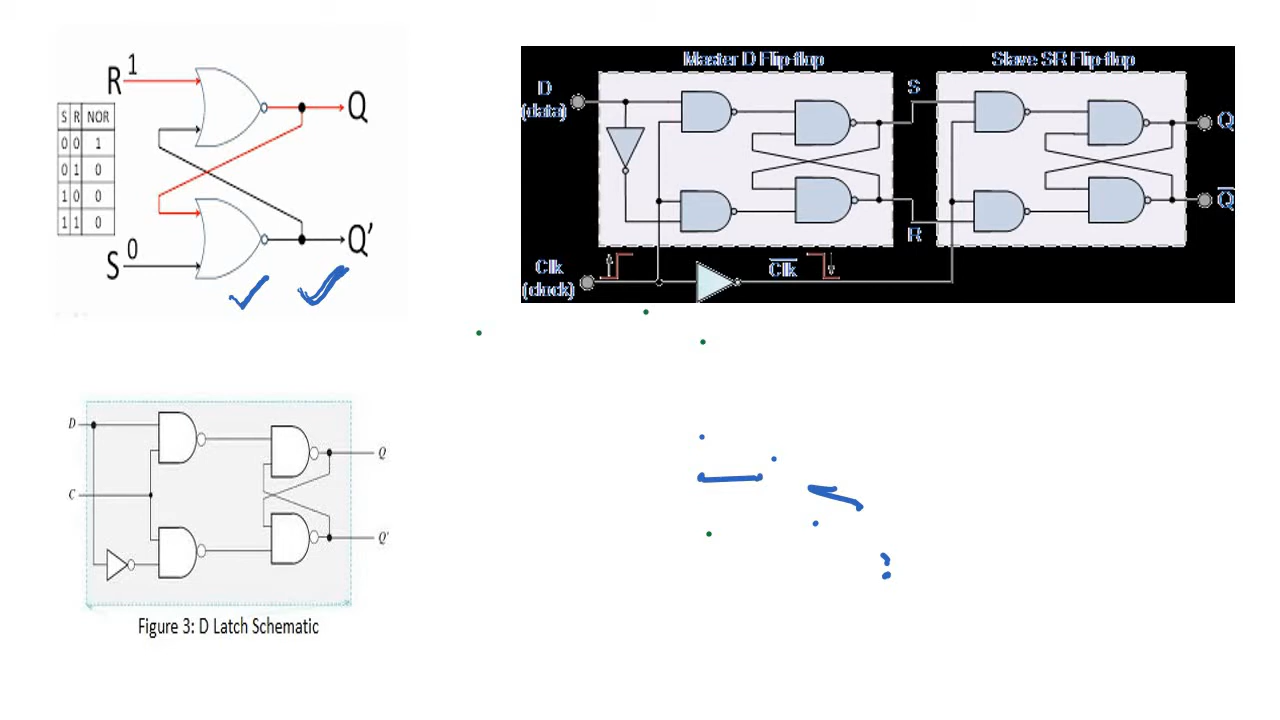 R 1
Q
S R NOR
0 0 1
0 1 0
1 0 0
1 1 0
S 0
Q'
Master D Flip-flop
Slave SR Flip-flop
D
(data)
S
Q
Q̅
R
Clk
(clock)
C̅l̅k̅
D
Q
C
Q'
Figure 3: D Latch Schematic